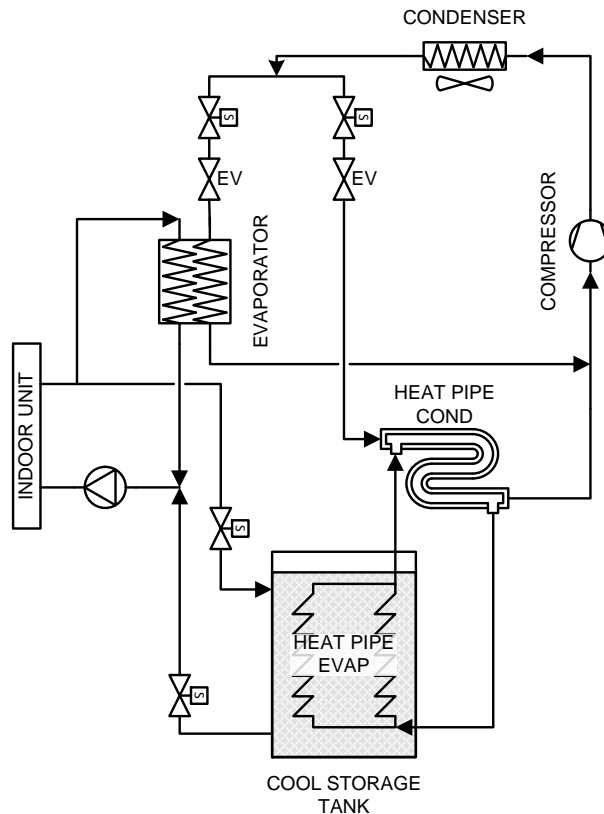 CONDENSER
S
S
EV
EV
EVAPORATOR
COMPRESSOR
HEAT PIPE
COND
INDOOR UNIT
S
HEAT PIPE
EVAP
S
COOL STORAGE
TANK